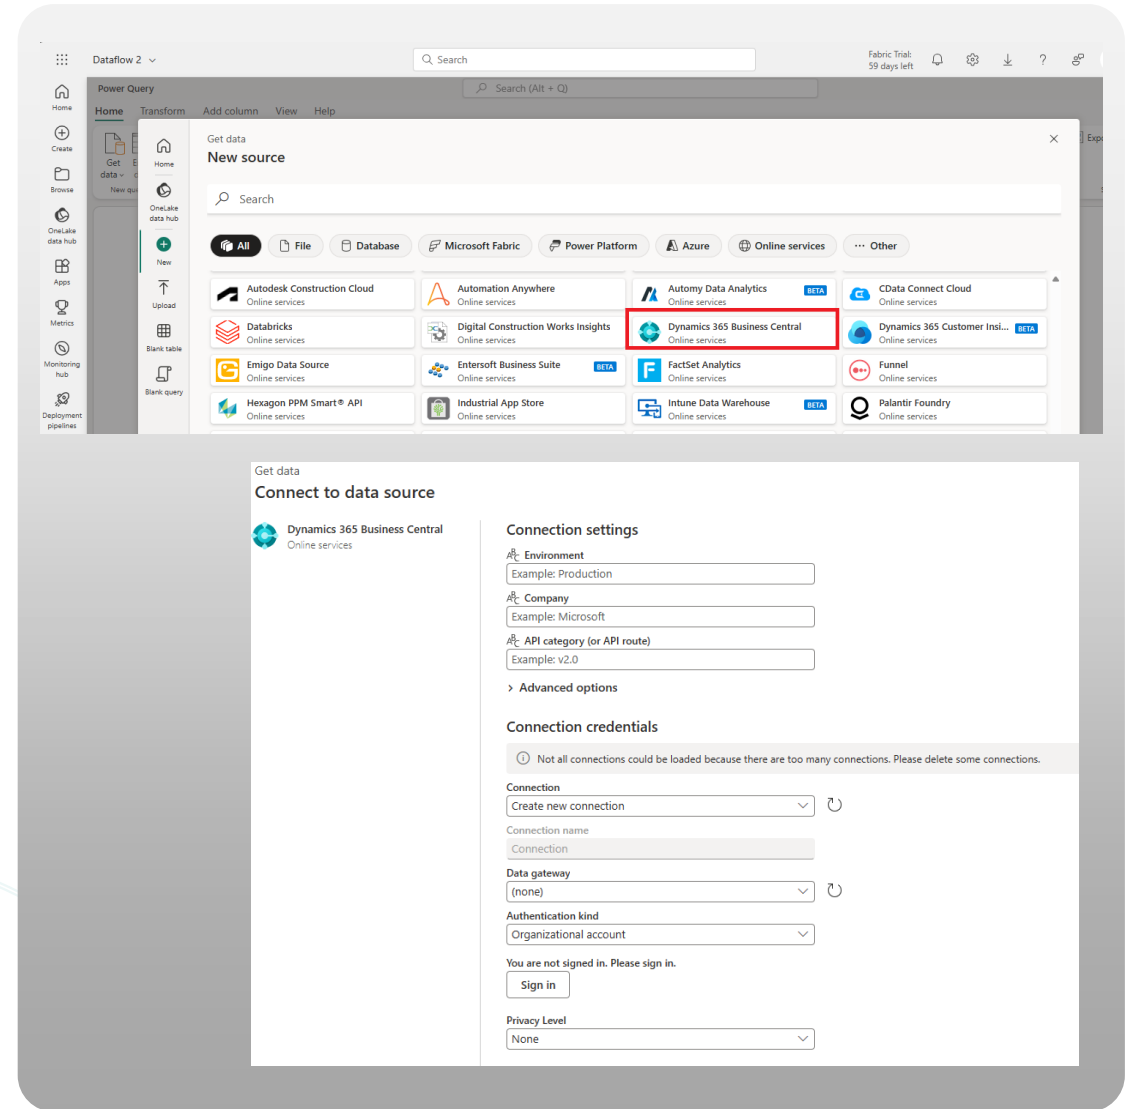 Dataflow 2
Search
Fabric Trial:
59 days left
Power Query
Search (Alt + Q)
Home Transform Add column View Help
Home
Create
Browse
OneLake
data hub
Apps
Metrics
Monitoring
hub
Deployment
pipelines
Get
data
New qu
Expo
Home
OneLake
data hub
New
Upload
Blank table
Blank query
Get data
New source
Search
All File Database Microsoft Fabric Power Platform Azure Online services Other
Autodesk Construction Cloud
Online services
Automation Anywhere
Online services
Automy Data Analytics BETA
Online services
CData Connect Cloud
Online services
Databricks
Online services
Digital Construction Works Insights
Online services
Dynamics 365 Business Central
Online services
Dynamics 365 Customer Insi... BETA
Online services
Emigo Data Source
Online services
Entersoft Business Suite BETA
Online services
FactSet Analytics
Online services
Funnel
Online services
Hexagon PPM Smart® API
Online services
Industrial App Store
Online services
Intune Data Warehouse BETA
Online services
Palantir Foundry
Online services
Get data
Connect to data source
Dynamics 365 Business Central
Online services
Connection settings
ABC Environment
Example: Production
ABC Company
Example: Microsoft
ABC API category (or API route)
Example: v2.0
Advanced options
Connection credentials
Not all connections could be loaded because there are too many connections. Please delete some connections.
Connection
Create new connection
Connection name
Connection
Data gateway
(none)
Authentication kind
Organizational account
You are not signed in. Please sign in.
Sign in
Privacy Level
None